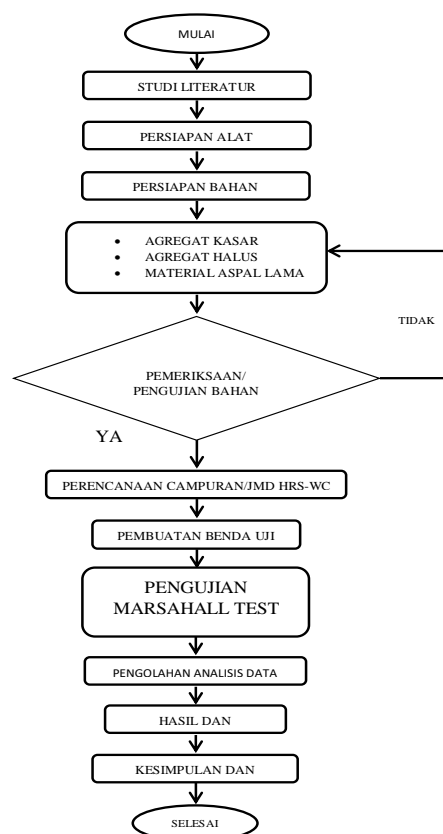 MULAI
STUDI LITERATUR
PERSIAPAN ALAT
PERSIAPAN BAHAN
• AGREGAT KASAR
• AGREGAT HALUS
• MATERIAL ASPAL LAMA
TIDAK
PEMERIKSAAN/
PENGUJIAN BAHAN
YA
PERENCANAAN CAMPURAN/JMD HRS-WC
PEMBUATAN BENDA UJI
PENGUJIAN
MARSAHALL TEST
PENGOLAHAN ANALISIS DATA
HASIL DAN
KESIMPULAN DAN
SELESAI